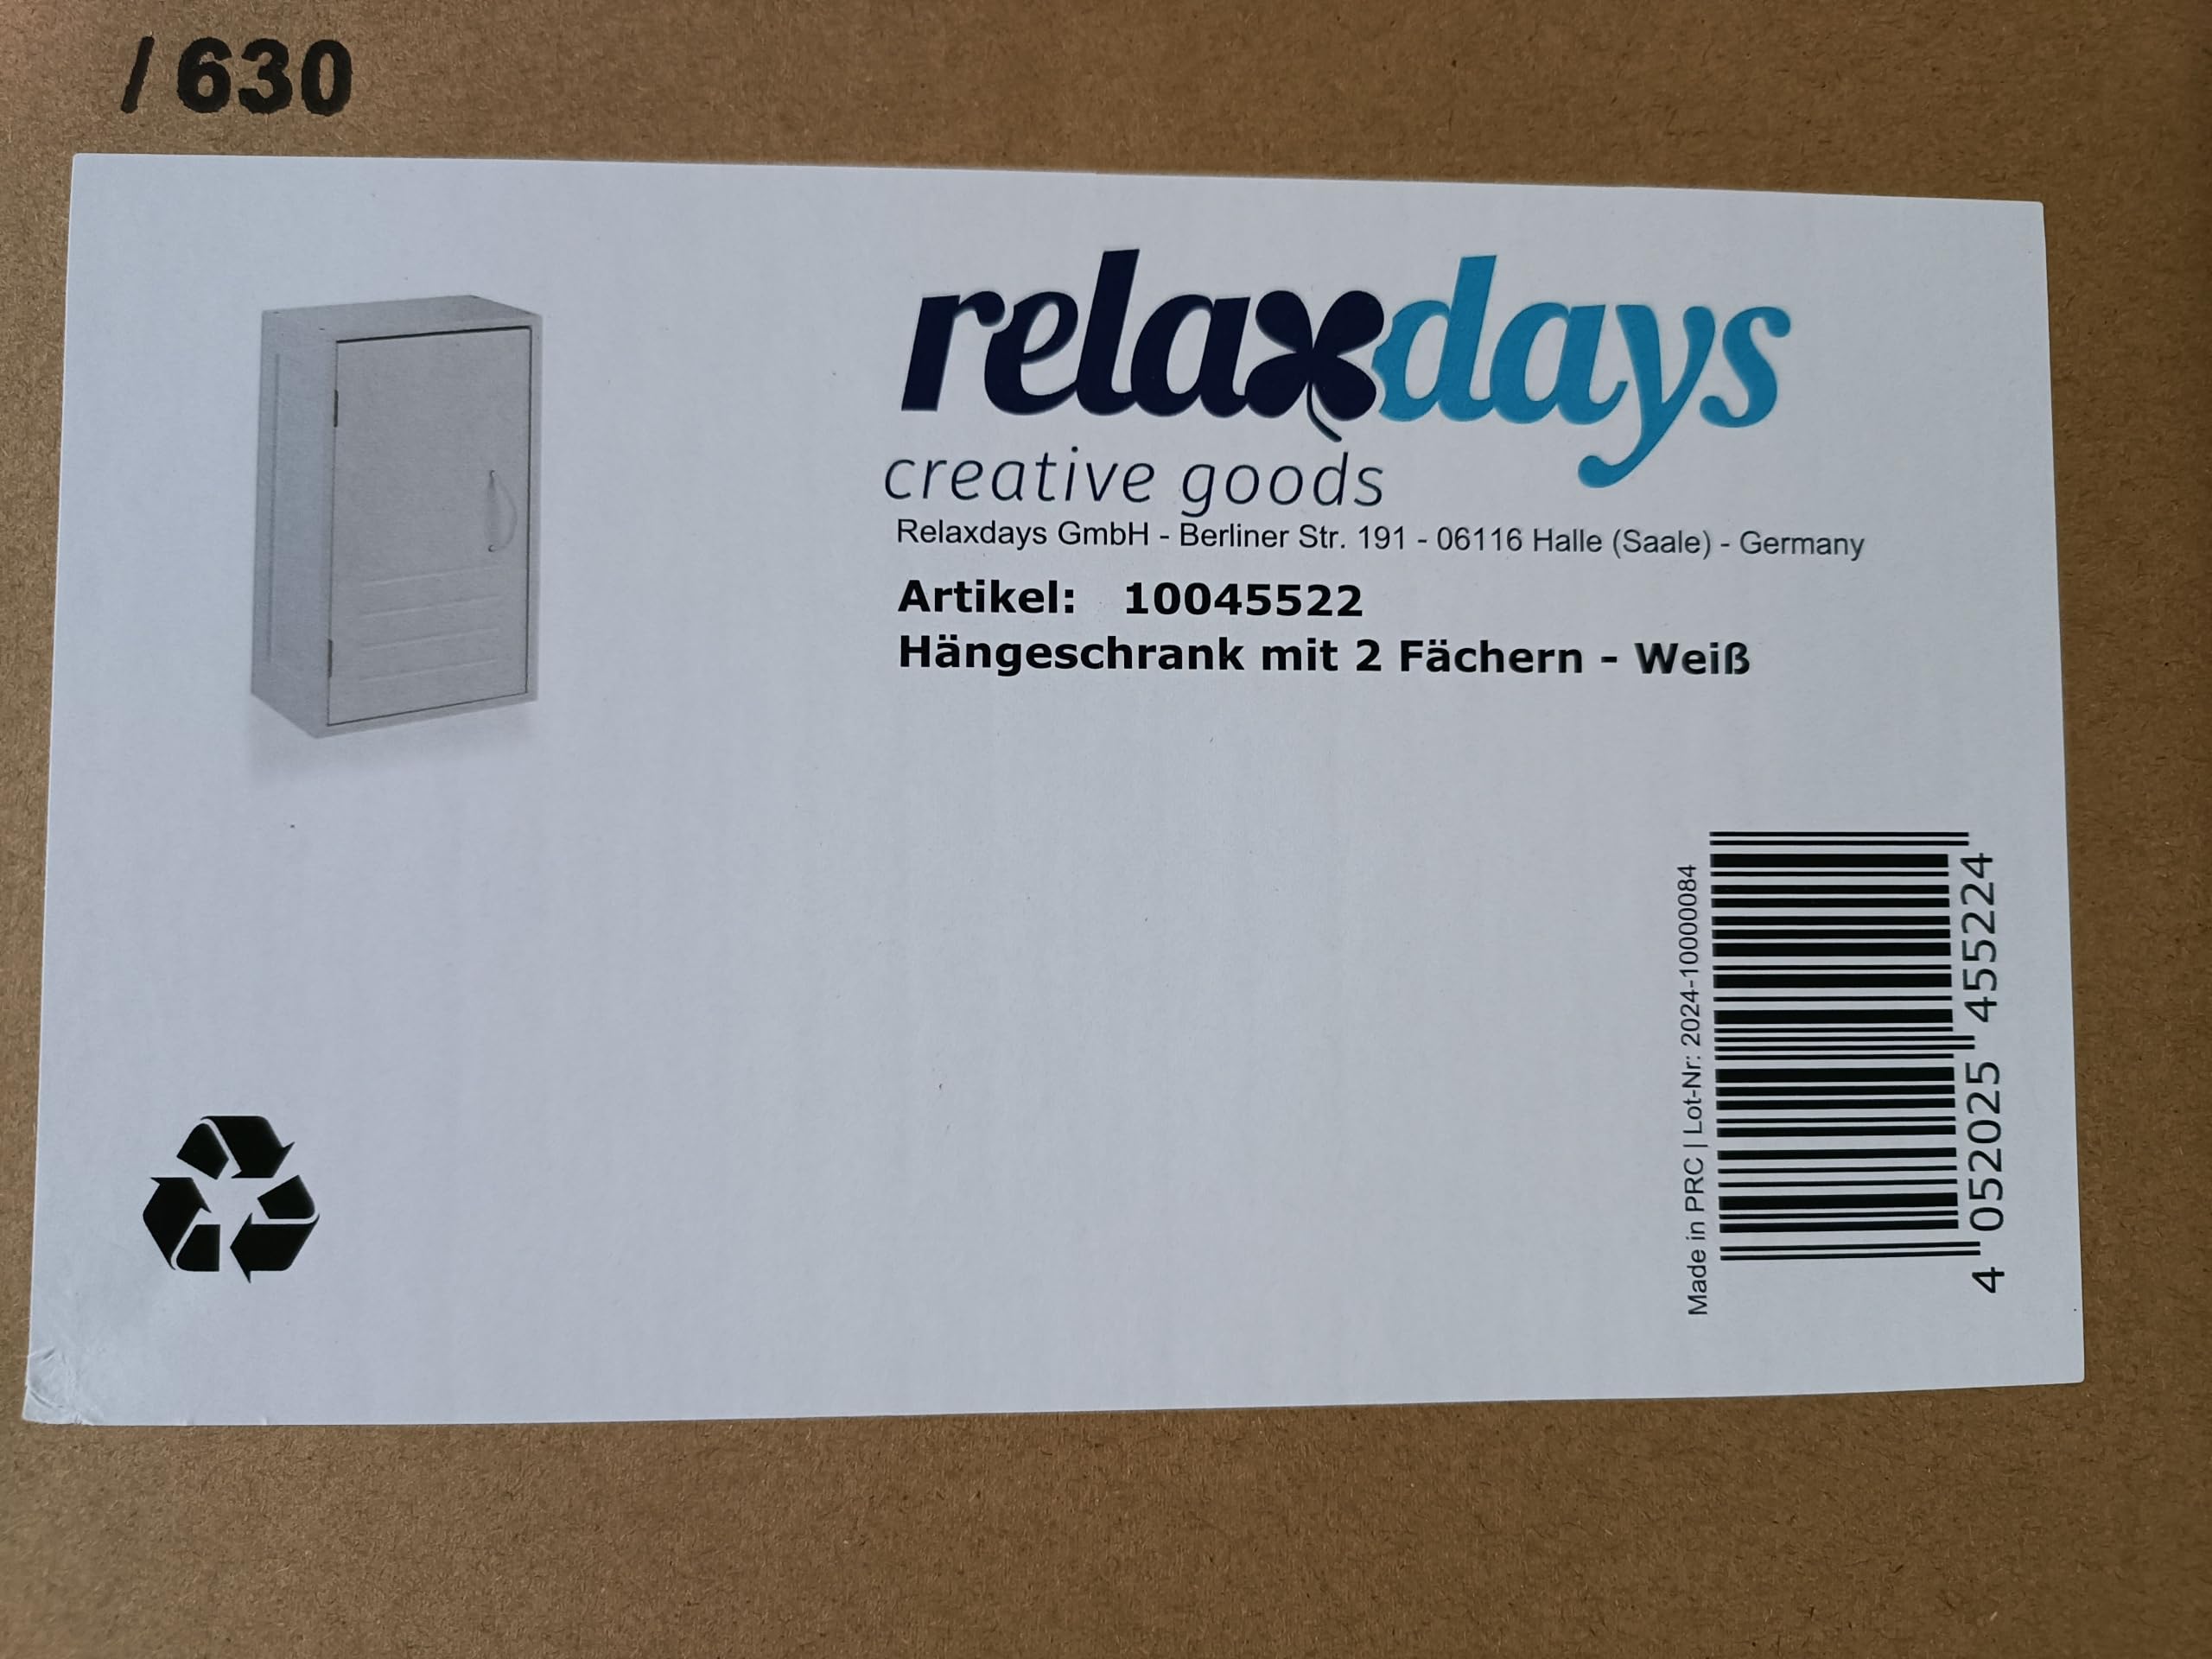 / 630
relaxdays
creative goods
Relaxdays GmbH - Berliner Str. 191 - 06116 Halle (Saale) - Germany
Artikel: 10045522
Hängeschrank mit 2 Fächern - Weiß
Made in PRC | Lot-Nr: 2024-10000084
4 052025 455224